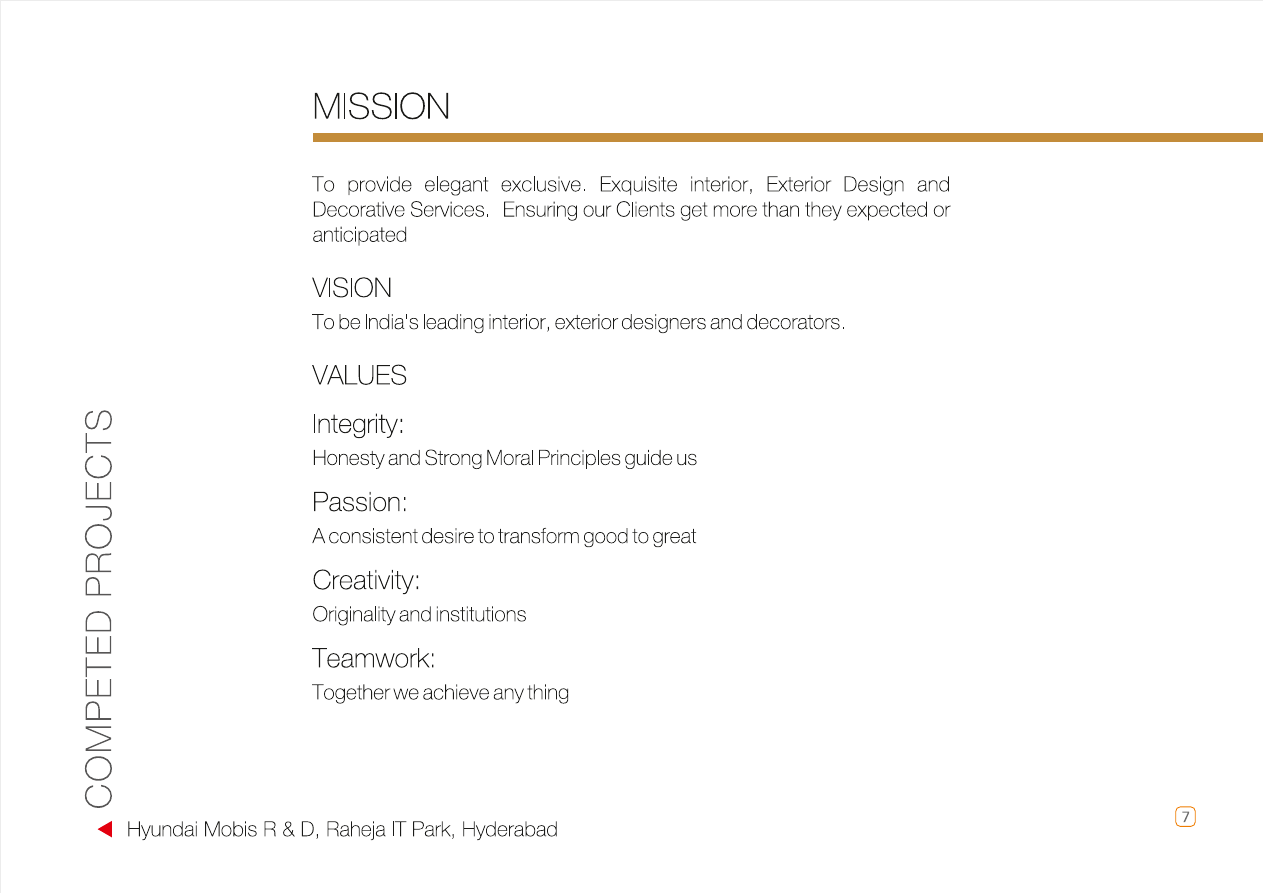 MISSION
To provide elegant exclusive. Exquisite interior, Exterior Design and
Decorative Services. Ensuring our Clients get more than they expected or
anticipated
VISION
To be India's leading interior, exterior designers and decorators.
VALUES
Integrity:
Honesty and Strong Moral Principles guide us
Passion:
A consistent desire to transform good to great
Creativity:
Originality and institutions
Teamwork:
Together we achieve any thing
COMPETED PROJECTS
Hyundai Mobis R & D, Raheja IT Park, Hyderabad
7